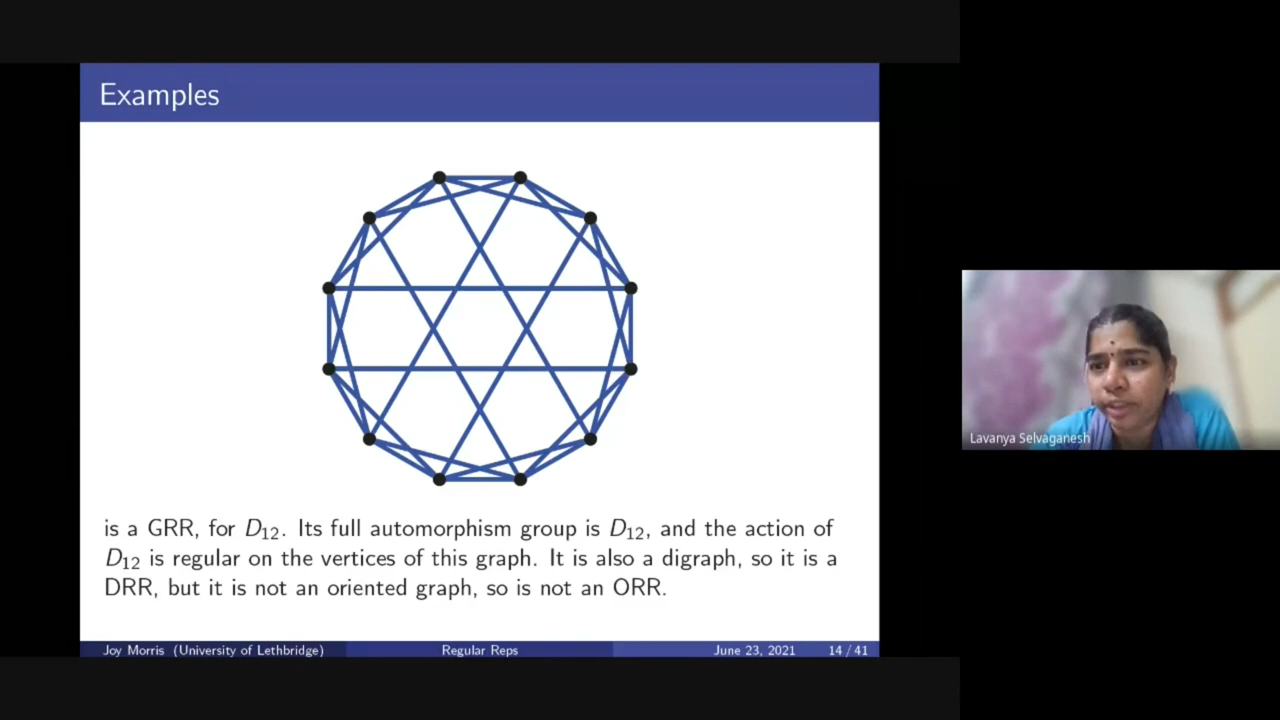 Examples
is a GRR, for D₁₂. Its full automorphism group is D₁₂, and the action of
D₁₂ is regular on the vertices of this graph. It is also a digraph, so it is a
DRR, but it is not an oriented graph, so is not an ORR.
Lavanya Selvaganesh
Joy Morris (University of Lethbridge) Regular Reps June 23, 2021 14 / 41